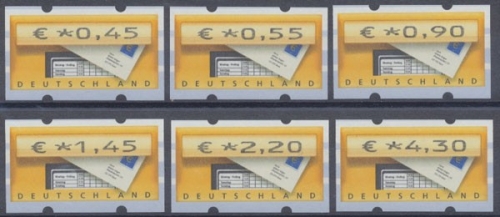 € *0,45
DEUTSCHLAND
€ *0,55
DEUTSCHLAND
€ *0,90
DEUTSCHLAND
€ *1,45
DEUTSCHLAND
€ *2,20
DEUTSCHLAND
€ *4,30
DEUTSCHLAND